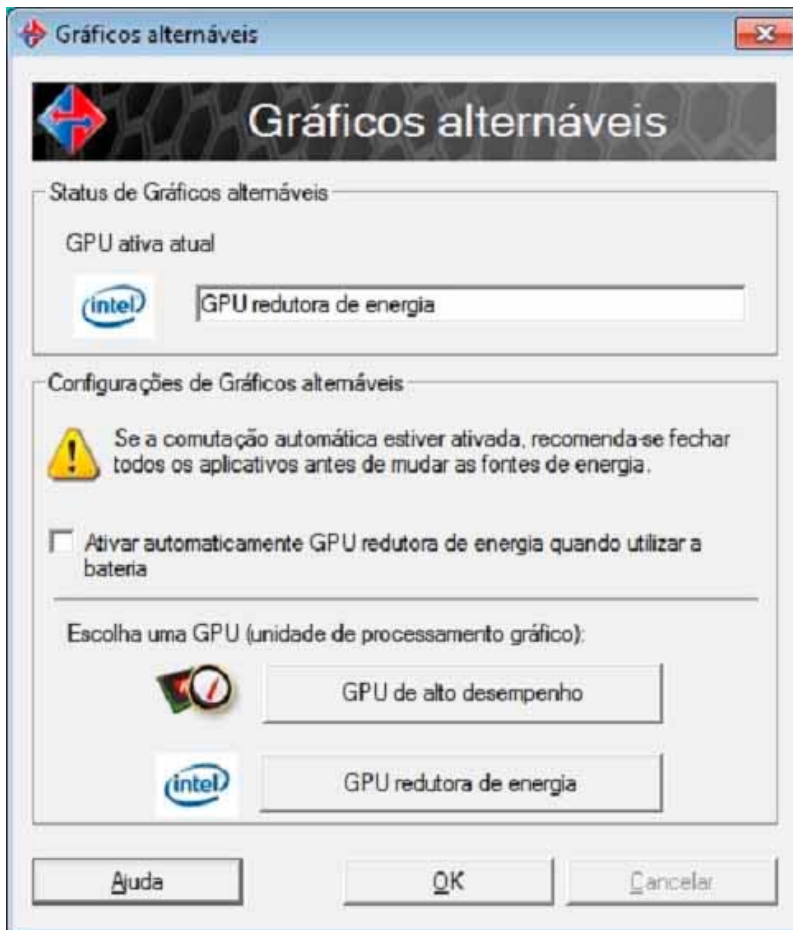 Gráficos alternáveis
Gráficos alternáveis
Status de Gráficos alternáveis
GPU ativa atual
intel
GPU redutora de energia
Configurações de Gráficos alternáveis
Se a comutação automática estiver ativada, recomenda-se fechar
todos os aplicativos antes de mudar as fontes de energia.
Ativar automaticamente GPU redutora de energia quando utilizar a
bateria
Escolha uma GPU (unidade de processamento gráfico):
GPU de alto desempenho
intel
GPU redutora de energia
Ajuda
OK
Cancelar